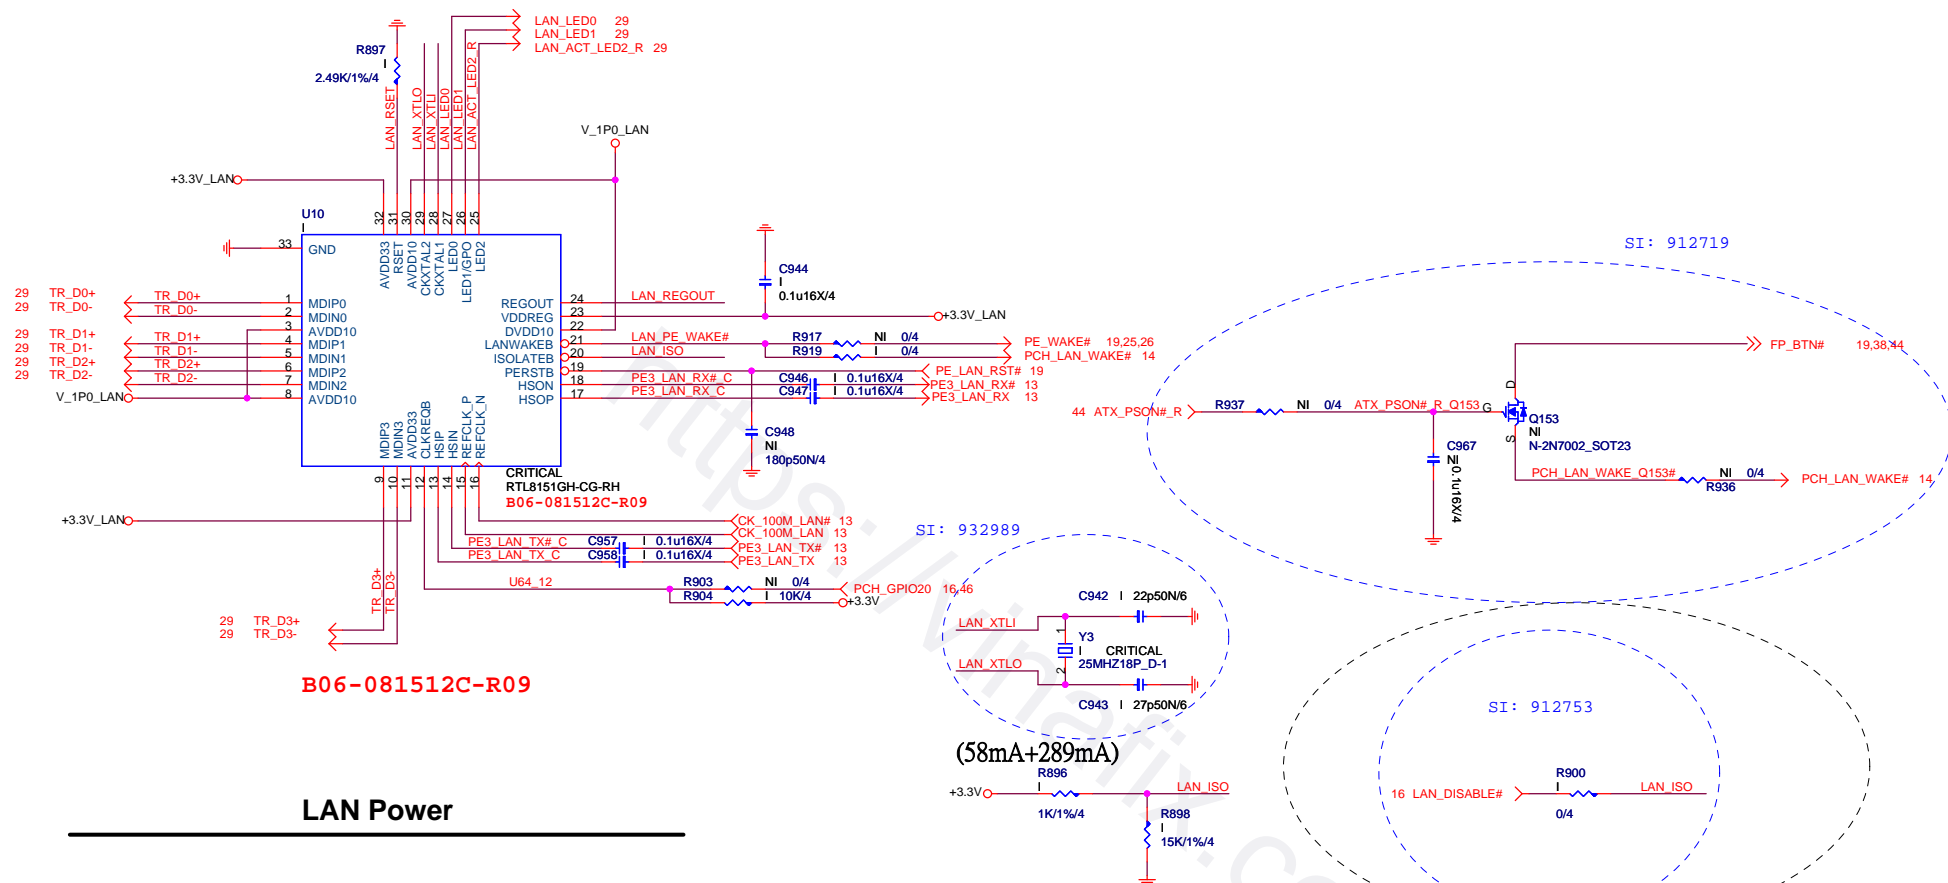 LAN_LED0 29
LAN_LED1 29
LAN_ACT_LED2_R 29
R897
I
2.49K/1%/4
LAN_RSET
LAN_XTLO
LAN_XTLI
LAN_LED0
LAN_LED1
LAN_ACT_LED2_R
V_1P0_LAN
+3.3V_LAN
U10
I
32
31
30
29
28
27
26
25
33 GND
AVDD33
RSET
AVDD10
CKXTAL2
CKXTAL1
LED0
LED1/GPO
LED2
C944
I
0.1u16X/4
29 TR_D0+ TR_D0+ 1 MDIP0
29 TR_D0- TR_D0- 2 MDIN0
3 AVDD10
29 TR_D1+ TR_D1+ 4 MDIP1
29 TR_D1- TR_D1- 5 MDIN1
29 TR_D2+ TR_D2+ 6 MDIP2
29 TR_D2- TR_D2- 7 MDIN2
V_1P0_LAN 8 AVDD10
REGOUT 24 LAN_REGOUT
VDDREG 23 +3.3V_LAN
DVDD10 22
LANWAKEB 21 LAN_PE_WAKE# R917 NI 0/4 PE_WAKE# 19,25,26
ISOLATEB 20 LAN_ISO R919 I 0/4 PCH_LAN_WAKE# 14
PERSTB 19 PE_LAN_RST# 19
HSON 18 PE3_LAN_RX#_C C946 I 0.1u16X/4 PE3_LAN_RX# 13
HSOP 17 PE3_LAN_RX_C C947 I 0.1u16X/4 PE3_LAN_RX 13
C948
NI
180p50N/4
MDIP3
MDIN3
AVDD33
CLKREQB
HSIP
HSIN
REFCLK_P
REFCLK_N
9
10
11
12
13
14
15
16
CRITICAL
RTL8151GH-CG-RH
B06-081512C-R09
+3.3V_LAN
CK_100M_LAN# 13
CK_100M_LAN 13
PE3_LAN_TX#_C C957 I 0.1u16X/4 PE3_LAN_TX# 13
PE3_LAN_TX_C C958 I 0.1u16X/4 PE3_LAN_TX 13
U64_12 R903 NI 0/4 PCH_GPIO20 16,46
R904 I 10K/4 +3.3V
TR_D3+
TR_D3-
29 TR_D3+
29 TR_D3-
B06-081512C-R09
LAN Power
SI: 912719
FP_BTN# 19,38,44
44 ATX_PSON#_R R937 NI 0/4 ATX_PSON#_R_Q153 G
D
S
Q153
NI
N-2N7002_SOT23
C967
NI
0.1u16X/4
PCH_LAN_WAKE_Q153# NI 0/4
R936
PCH_LAN_WAKE# 14
SI: 932989
C942 I 22p50N/6
LAN_XTLI
1
Y3
I CRITICAL
25MHZ18P_D-1
2
LAN_XTLO
C943 I 27p50N/6
(58mA+289mA)
R896
I
+3.3V LAN_ISO
1K/1%/4
R898
I
15K/1%/4
SI: 912753
R900
I
16 LAN_DISABLE# LAN_ISO
0/4
https://vinafix.co